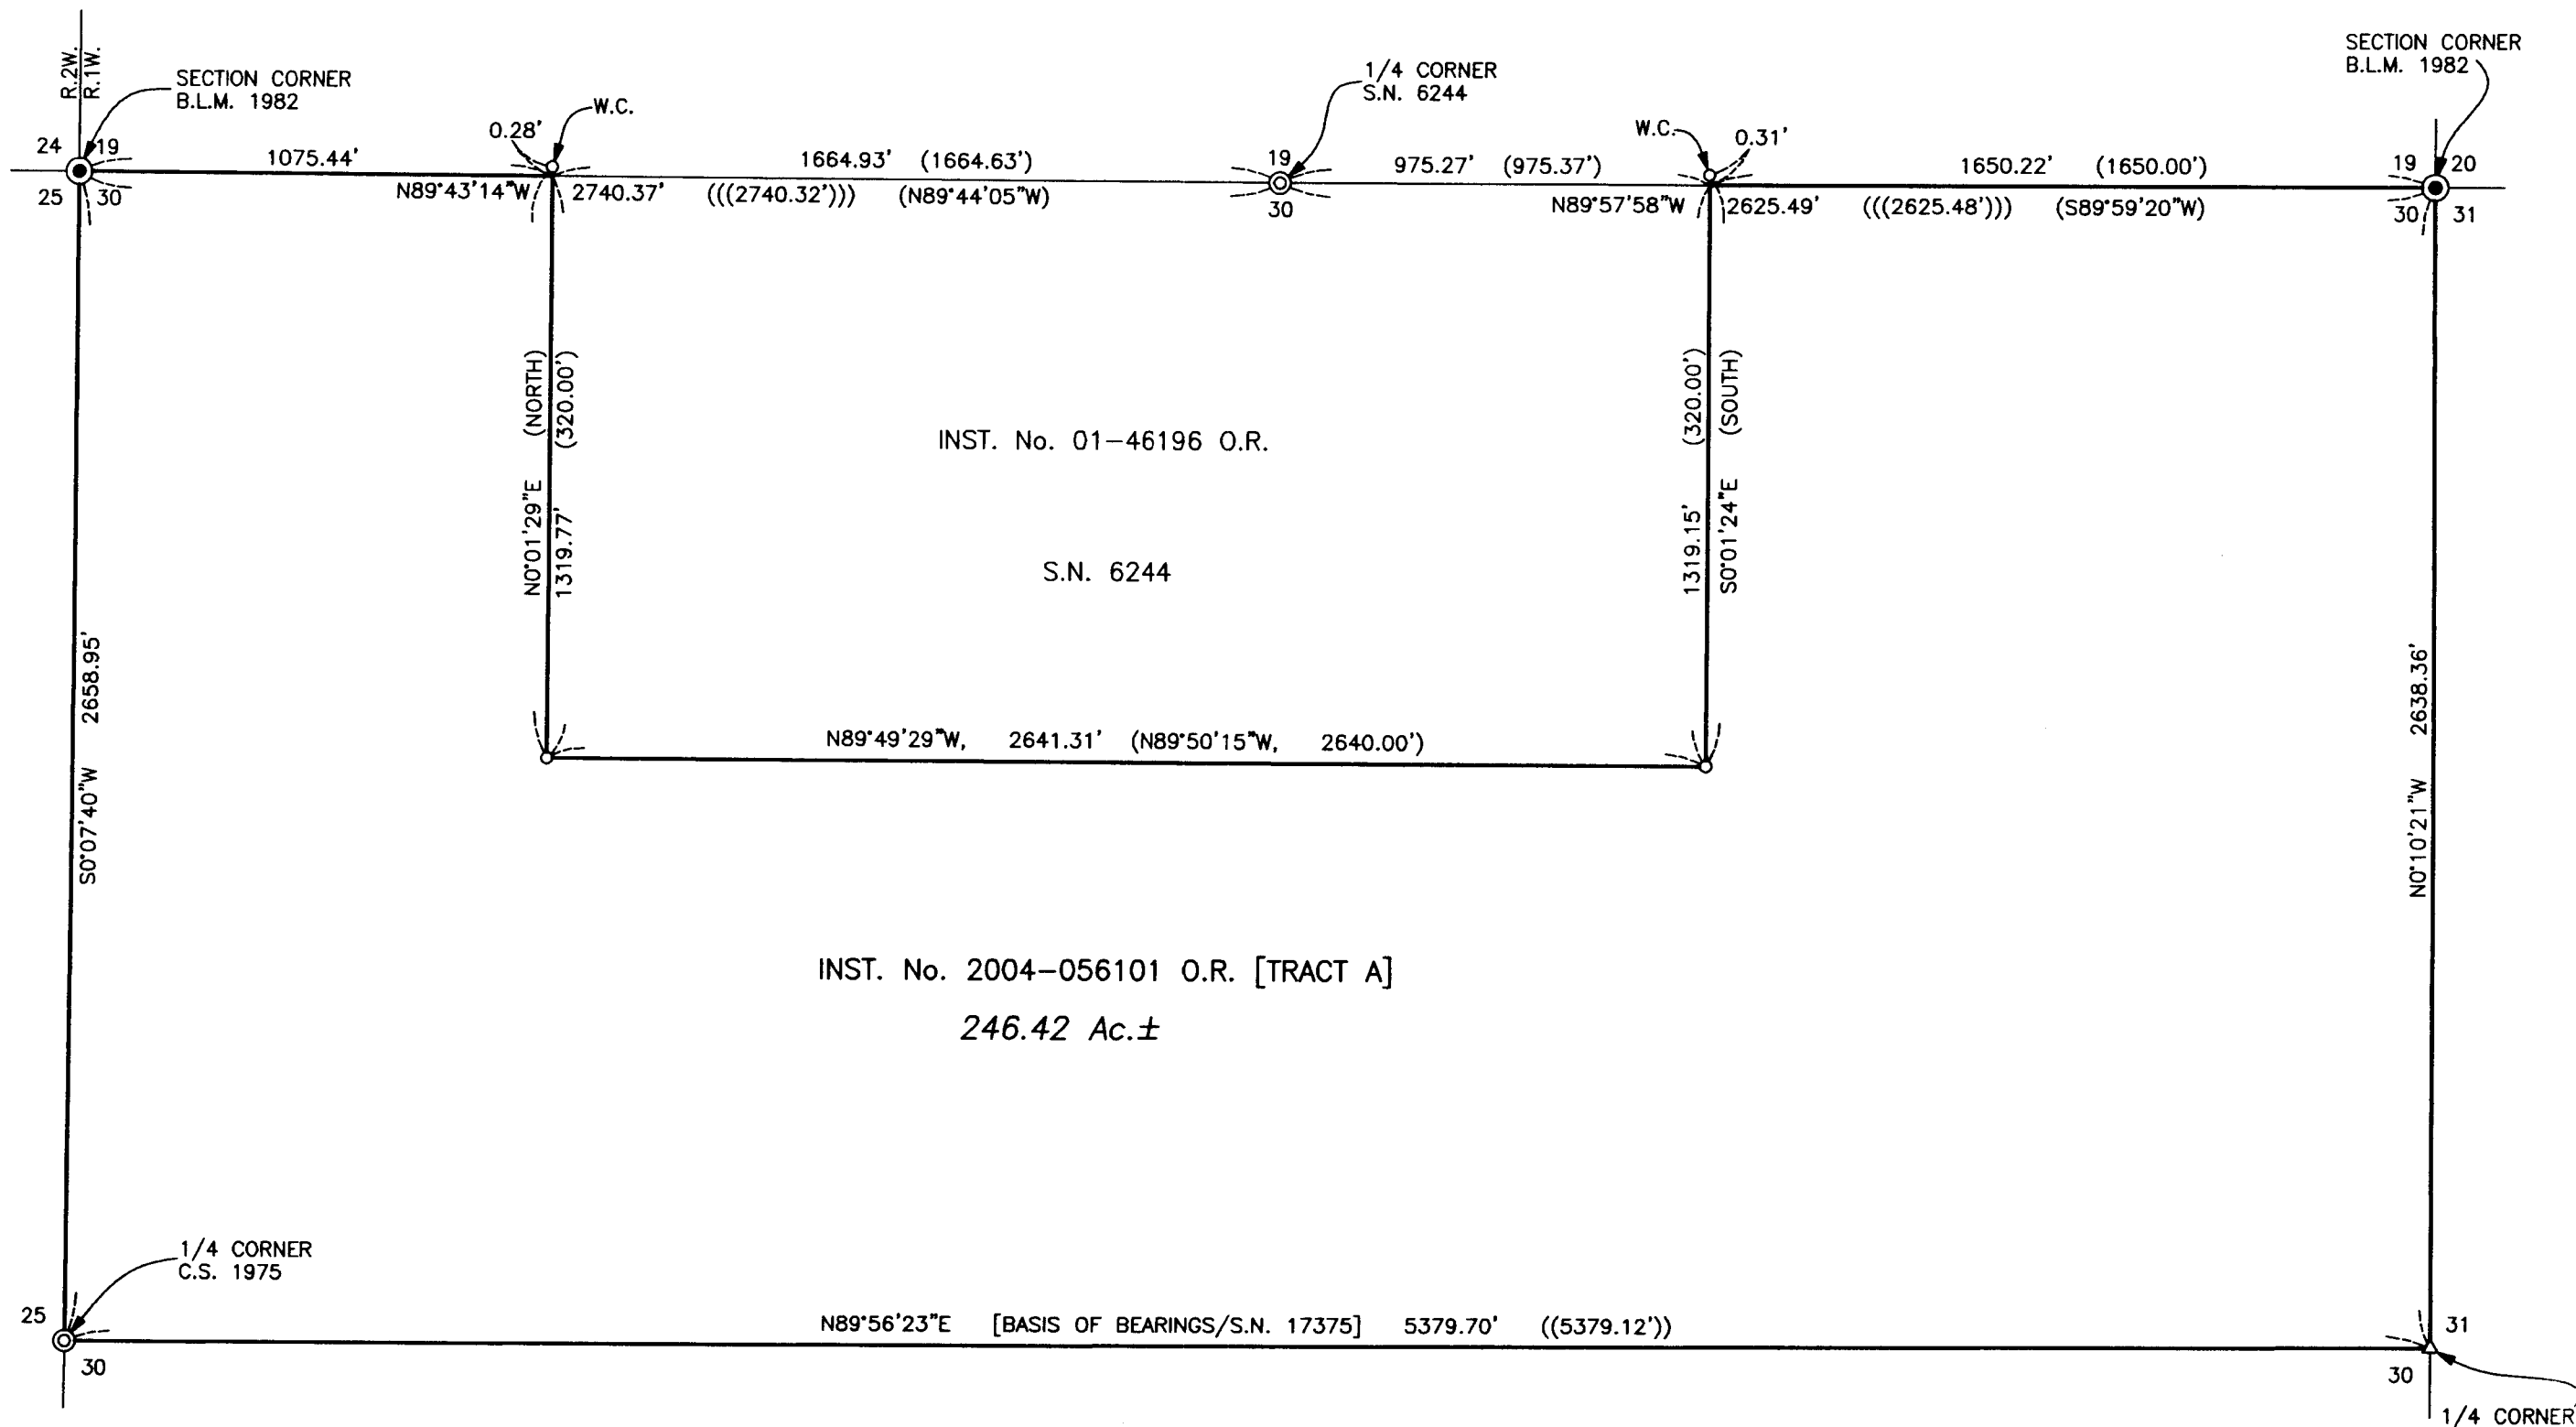 R.2W.
R.1W.
SECTION CORNER
B.L.M. 1982
1/4 CORNER
S.N. 6244
SECTION CORNER
B.L.M. 1982
W.C.
0.28'
W.C.
0.31'
24 19
1075.44'
1664.93' (1664.63')
19
975.27' (975.37')
1650.22' (1650.00')
19 20
25 30
N89°43'14"W 2740.37' (((2740.32'))) (N89°44'05"W)
30
N89°57'58"W 2625.49' (((2625.48'))) (S89°59'20"W)
30 31
N0°01'29"E (NORTH)
1319.77' (320.00')
INST. No. 01-46196 O.R.
S.N. 6244
1319.15' (320.00')
S0°01'24"E (SOUTH)
S0°07'40"W 2658.95'
N0°10'21"W 2638.36'
N89°49'29"W, 2641.31' (N89°50'15"W, 2640.00')
INST. No. 2004-056101 O.R. [TRACT A]
246.42 Ac.±
1/4 CORNER
C.S. 1975
25
30
N89°56'23"E [BASIS OF BEARINGS/S.N. 17375] 5379.70' ((5379.12'))
31
30
1/4 CORNER